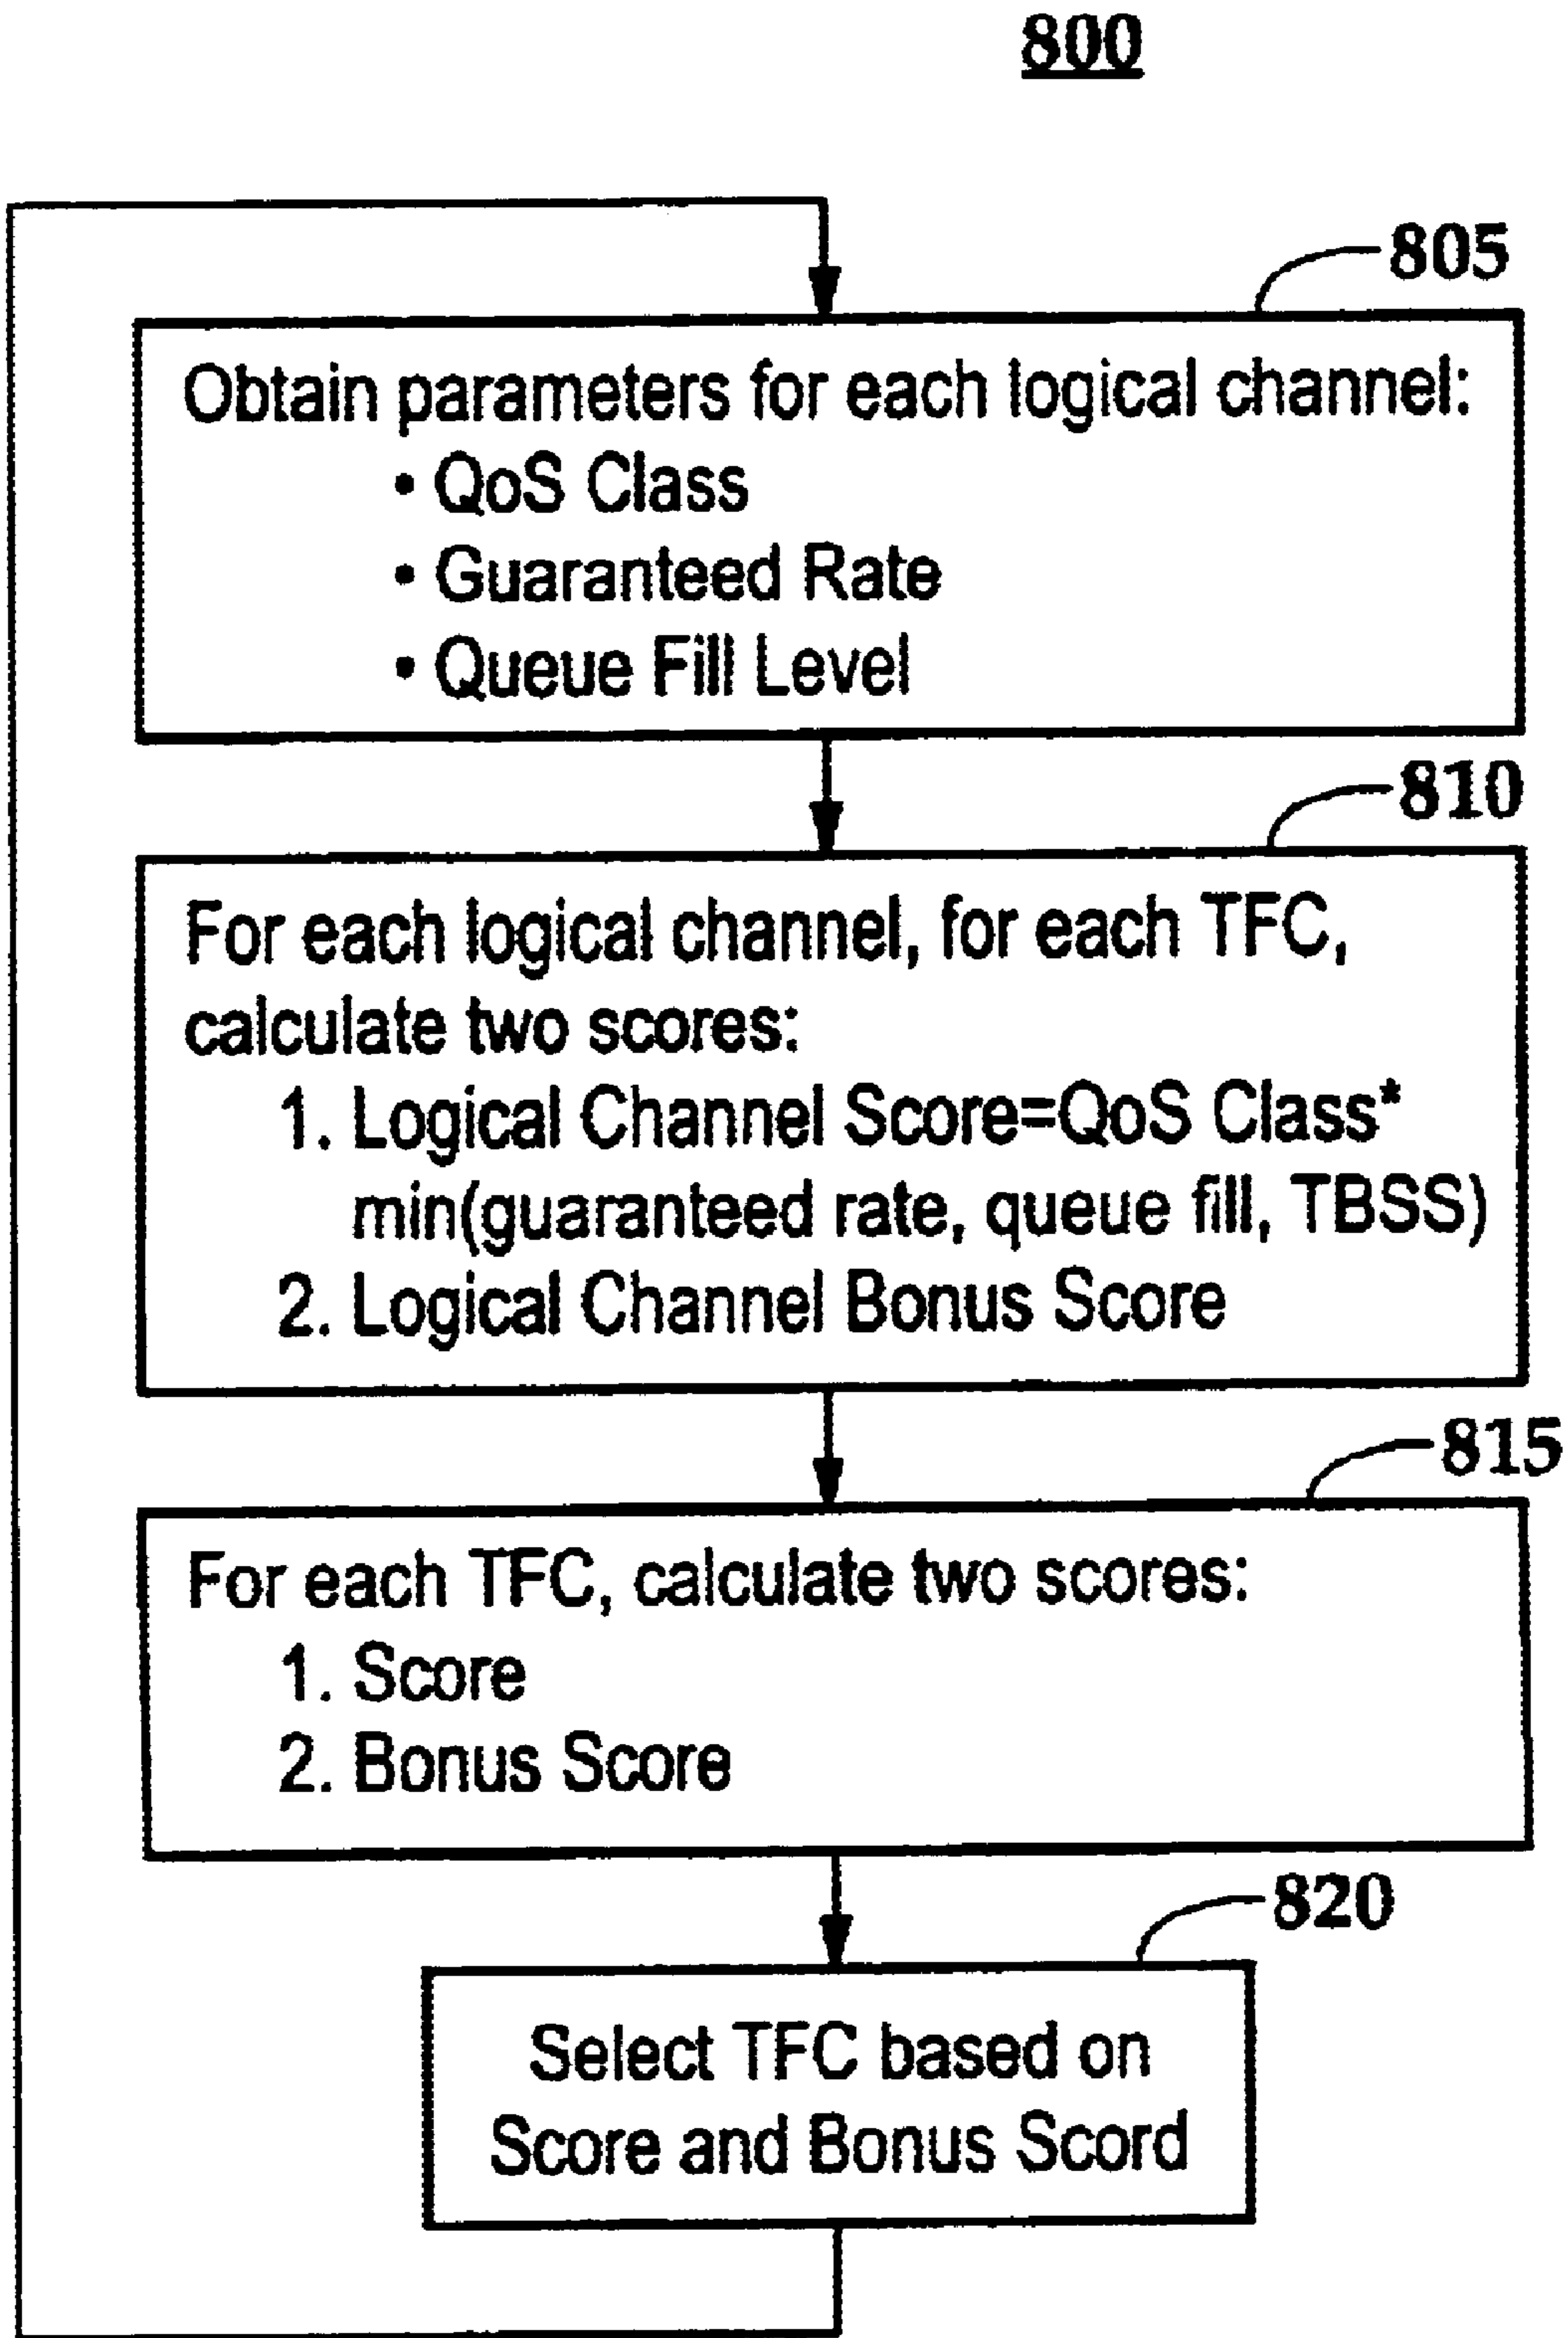 800
805
Obtain parameters for each logical channel:
• QoS Class
• Guaranteed Rate
• Queue Fill Level
810
For each logical channel, for each TFC,
calculate two scores:
1. Logical Channel Score=QoS Class*
min(guaranteed rate, queue fill, TBSS)
2. Logical Channel Bonus Score
815
For each TFC, calculate two scores:
1. Score
2. Bonus Score
820
Select TFC based on
Score and Bonus Scord